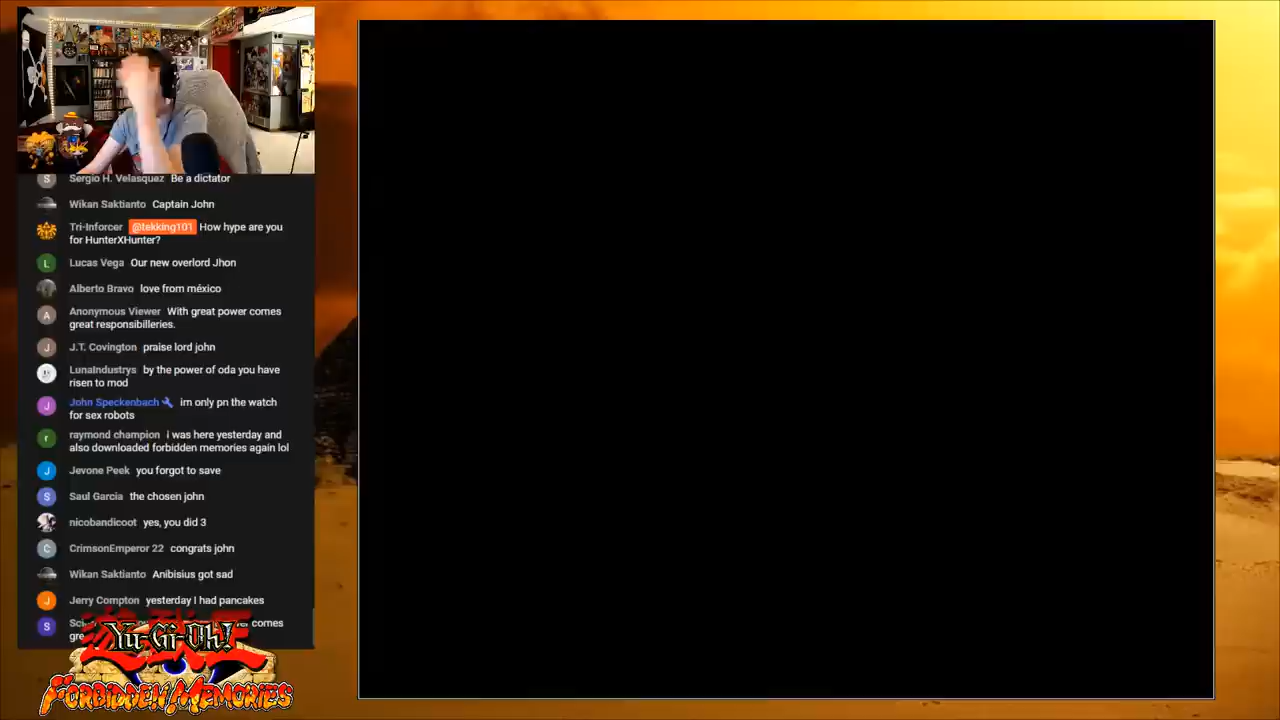 Sergio H. Velasquez Be a dictator
Wikan Saktianto Captain John
Tri-Inforcer @tekking101 How hype are you
for HunterXHunter?
Lucas Vega Our new overlord Jhon
Alberto Bravo love from méxico
Anonymous Viewer With great power comes
great responsibilleries.
J.T. Covington praise lord john
LunaIndustrys by the power of oda you have
risen to mod
John Speckenbach im only pn the watch
for sex robots
raymond champion i was here yesterday and
also downloaded forbidden memories again lol
Jevone Peek you forgot to save
Saul Garcia the chosen john
nicobandicoot yes, you did 3
CrimsonEmperor 22 congrats john
Wikan Saktianto Anibisius got sad
Jerry Compton yesterday I had pancakes
comes
Yu-Gi-Oh!
Forbidden Memories